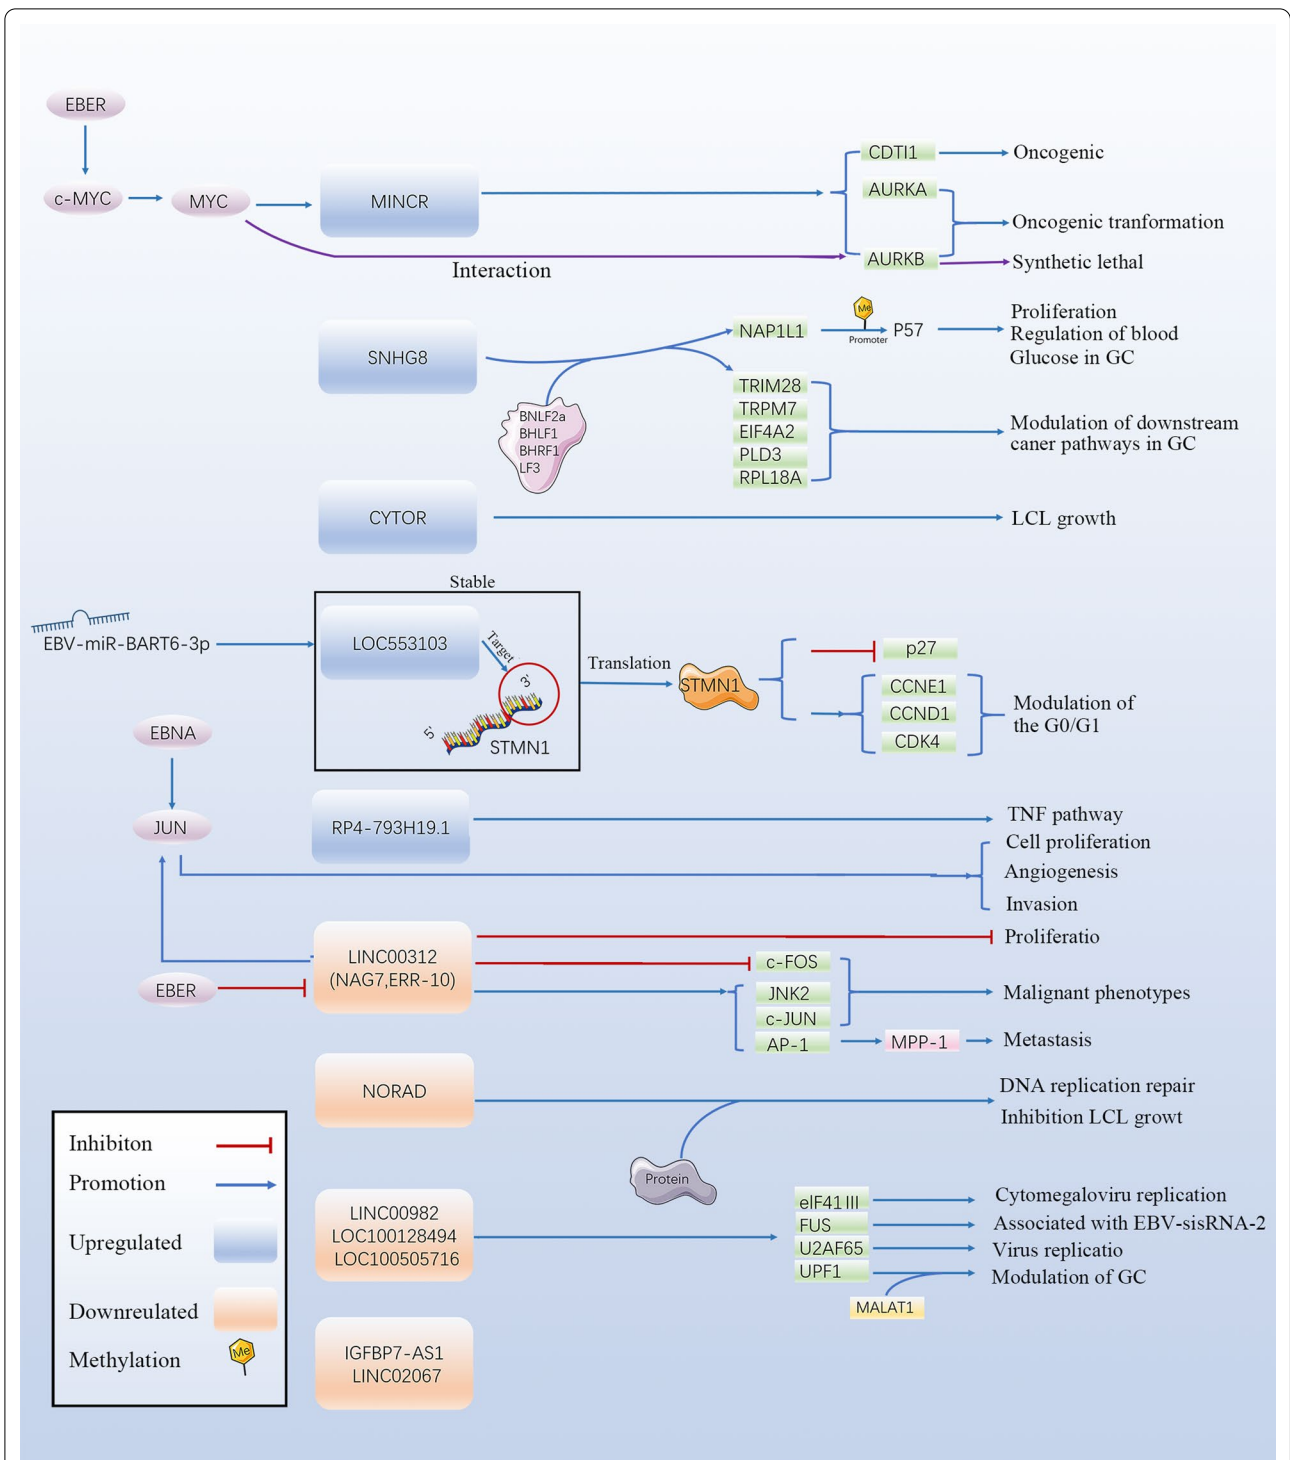 EBER
c-MYC
MYC
MINCR
CDTI1
Oncogenic
AURKA
Oncogenic tranformation
AURKB
Synthetic lethal
Interaction
SNHG8
BNLF2a
BHLF1
BHRF1
LF3
NAP1L1
Me
Promoter
P57
Proliferation
Regulation of blood
Glucose in GC
TRIM28
TRPM7
EIF4A2
PLD3
RPL18A
Modulation of downstream
caner pathways in GC
CYTOR
LCL growth
Stable
EBV-miR-BART6-3p
LOC553103
Target
3'
5'
STMN1
Translation
STMN1
p27
CCNE1
CCND1
CDK4
Modulation of
the G0/G1
EBNA
JUN
RP4-793H19.1
TNF pathway
Cell proliferation
Angiogenesis
Invasion
EBER
LINC00312
(NAG7,ERR-10)
Proliferatio
c-FOS
JNK2
c-JUN
AP-1
Malignant phenotypes
MPP-1
Metastasis
NORAD
Protein
DNA replication repair
Inhibition LCL growt
LINC00982
LOC100128494
LOC100505716
eIF41 III
FUS
U2AF65
UPF1
MALAT1
Cytomegaloviru replication
Associated with EBV-sisRNA-2
Virus replicatio
Modulation of GC
IGFBP7-AS1
LINC02067
Inhibiton
Promotion
Upregulated
Downreulated
Methylation
Me